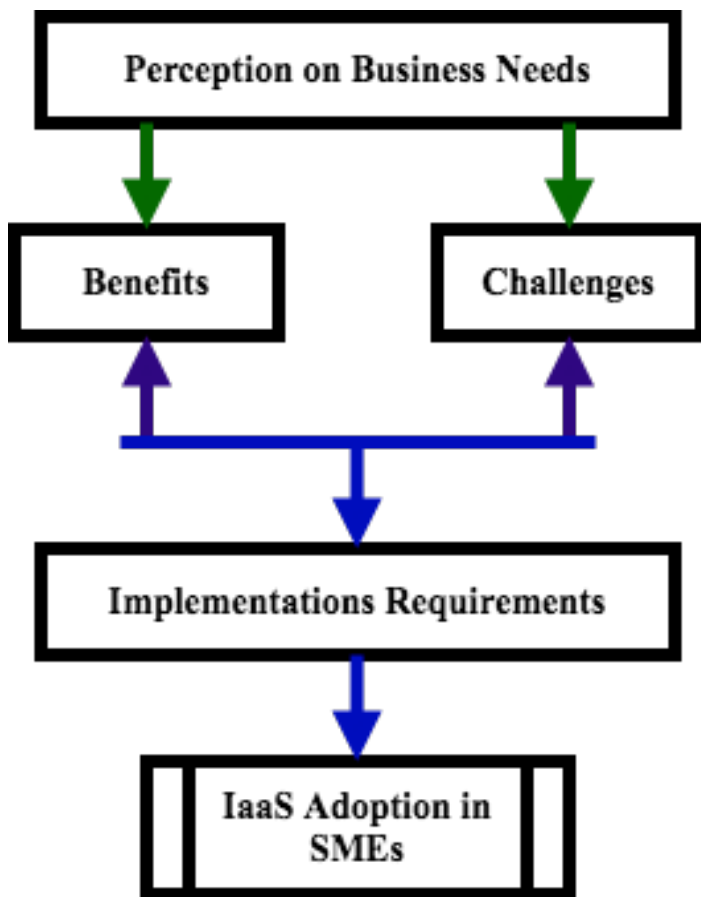 Perception on Business Needs
Benefits
Challenges
Implementations Requirements
IaaS Adoption in
SMEs